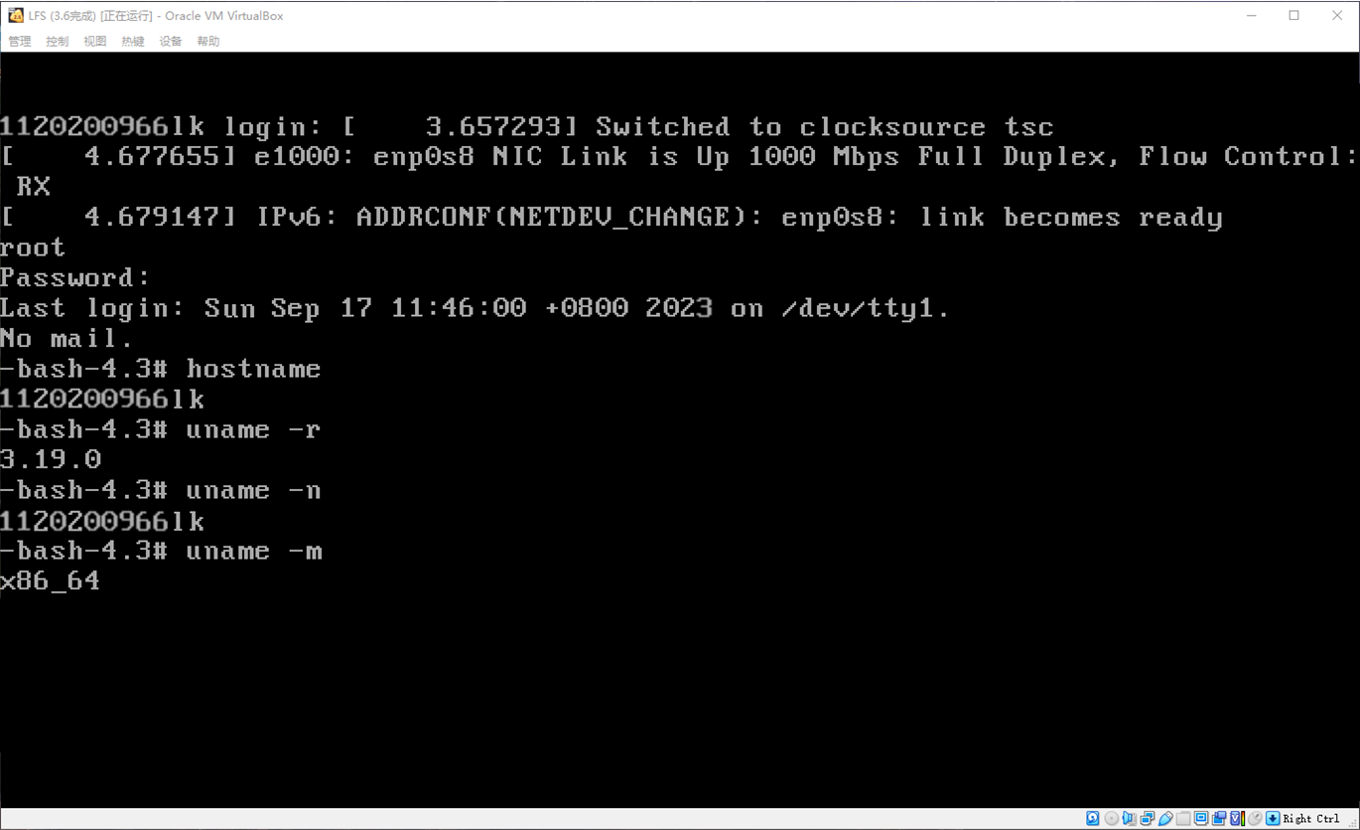 LFS (3.6完成) [正在运行] - Oracle VM VirtualBox
管理 控制 视图 热键 设备 帮助
1120200966lk login: [    3.657293] Switched to clocksource tsc
[    4.677655] e1000: enp0s8 NIC Link is Up 1000 Mbps Full Duplex, Flow Control:
 RX
[    4.679147] IPv6: ADDRCONF(NETDEV_CHANGE): enp0s8: link becomes ready
root
Password:
Last login: Sun Sep 17 11:46:00 +0800 2023 on /dev/tty1.
No mail.
-bash-4.3# hostname
1120200966lk
-bash-4.3# uname -r
3.19.0
-bash-4.3# uname -n
1120200966lk
-bash-4.3# uname -m
x86_64
Right Ctrl